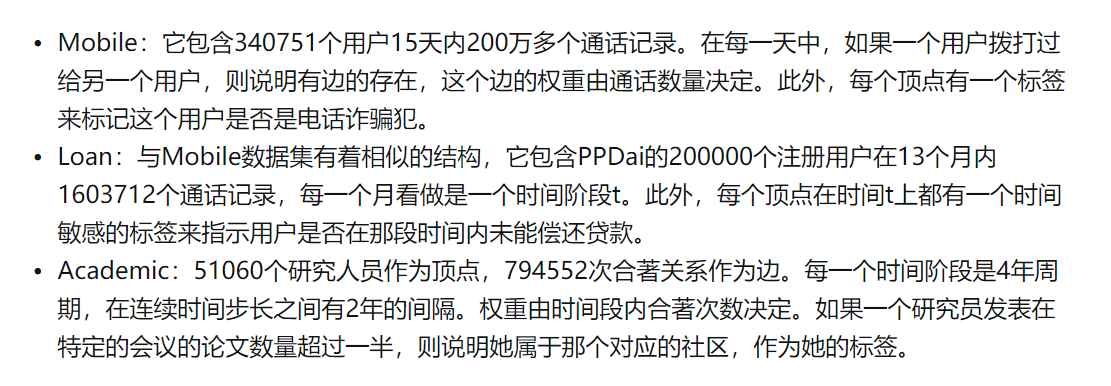 • Mobile：它包含340751个用户15天内200万多个通话记录。在每一天中，如果一个用户拨打过
给另一个用户，则说明有边的存在，这个边的权重由通话数量决定。此外，每个顶点有一个标签
来标记这个用户是否是电话诈骗犯。
• Loan：与Mobile数据集有着相似的结构，它包含PPDai的200000个注册用户在13个月内
1603712个通话记录，每一个月看做是一个时间阶段t。此外，每个顶点在时间t上都有一个时间
敏感的标签来指示用户是否在那段时间内未能偿还贷款。
• Academic：51060个研究人员作为顶点，794552次合著关系作为边。每一个时间阶段是4年周
期，在连续时间步长之间有2年的间隔。权重由时间段内合著次数决定。如果一个研究员发表在
特定的会议的论文数量超过一半，则说明她属于那个对应的社区，作为她的标签。